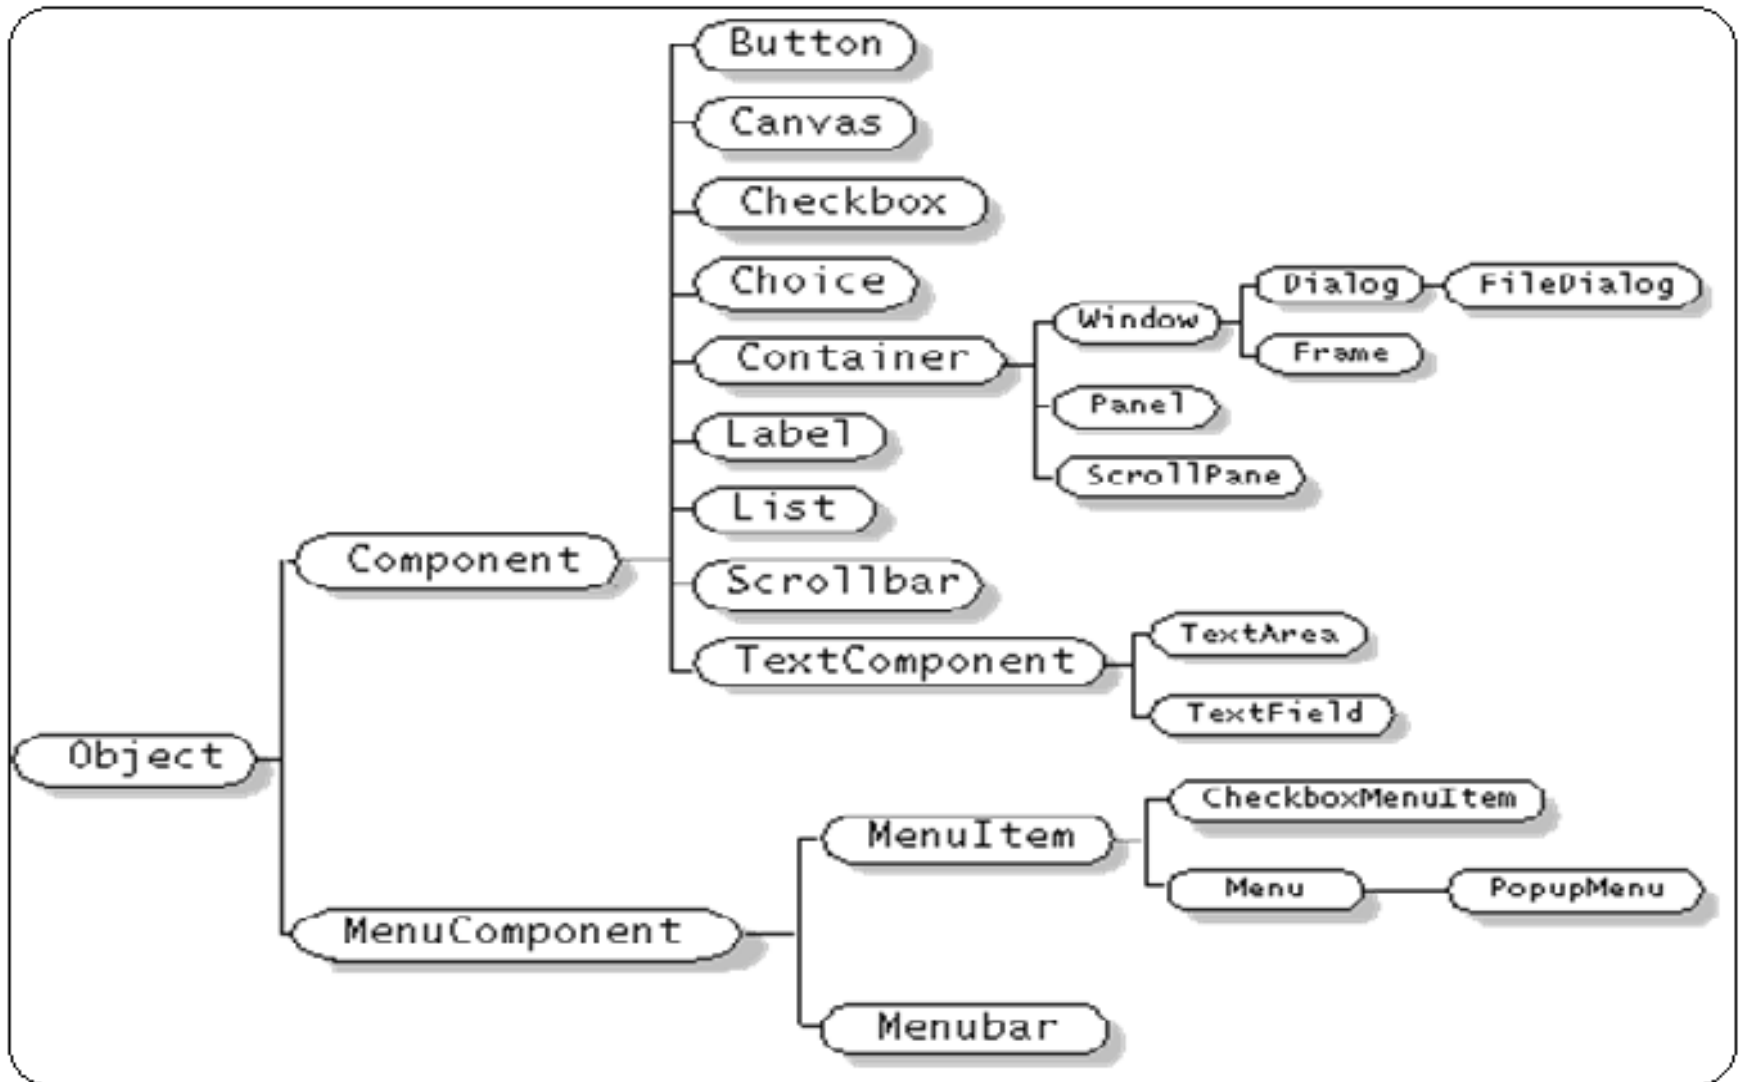 Button
Canvas
Checkbox
Choice
Container
Window
Dialog
FileDialog
Frame
Panel
ScrollPane
Label
List
Scrollbar
TextComponent
TextArea
TextField
Component
Object
MenuComponent
MenuItem
CheckboxMenuItem
Menu
PopupMenu
Menubar